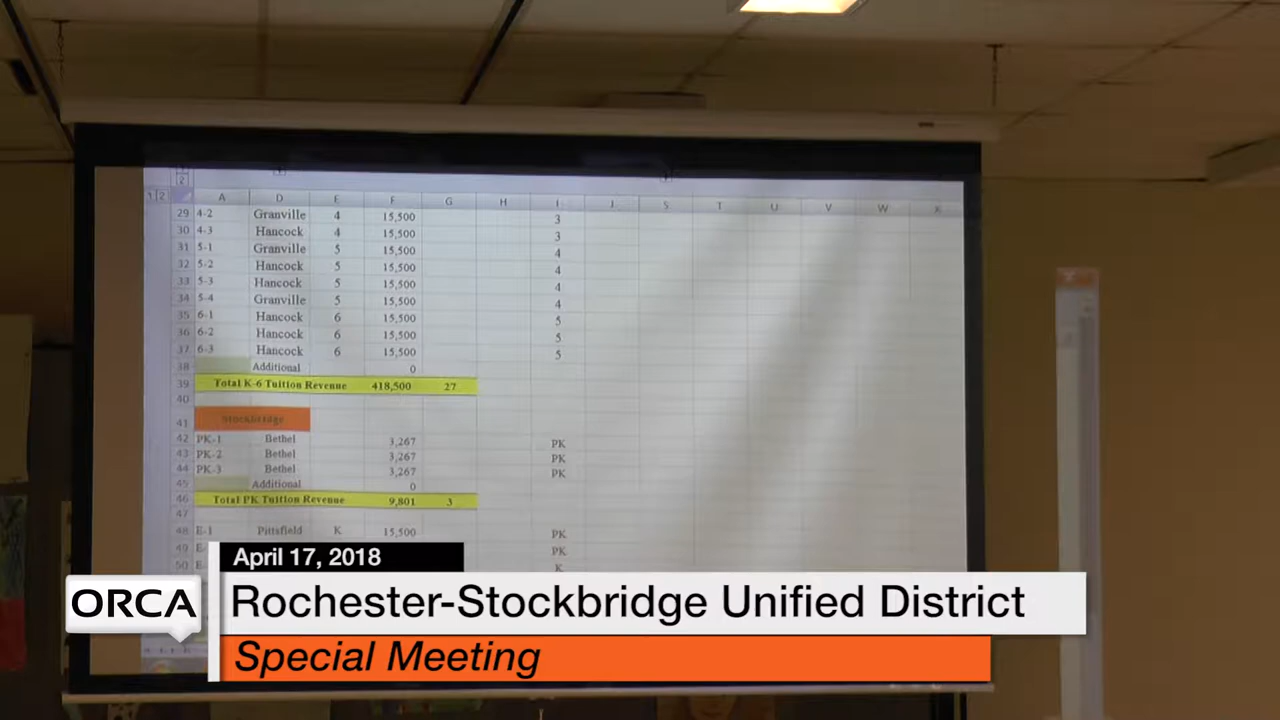 1 2 A D E F G H I J S T U V W X
29 4-2 Granville 4 15,500 3
30 4-3 Hancock 4 15,500 3
31 5-1 Granville 5 15,500 4
32 5-2 Hancock 5 15,500 4
33 5-3 Hancock 5 15,500 4
34 5-4 Granville 5 15,500 4
35 6-1 Hancock 6 15,500 5
36 6-2 Hancock 6 15,500 5
37 6-3 Hancock 6 15,500 5
38 Additional 0
39 Total K-6 Tuition Revenue 418,500 27
40
41 Stockbridge
42 PK-1 Bethel 3,267 PK
43 PK-2 Bethel 3,267 PK
44 PK-3 Bethel 3,267 PK
45 Additional 0
46 Total PK Tuition Revenue 9,801 3
47
48 E-1 Pittsfield K 15,500 PK
49 E- PK
50 E- K
April 17, 2018
ORCA Rochester-Stockbridge Unified District
Special Meeting